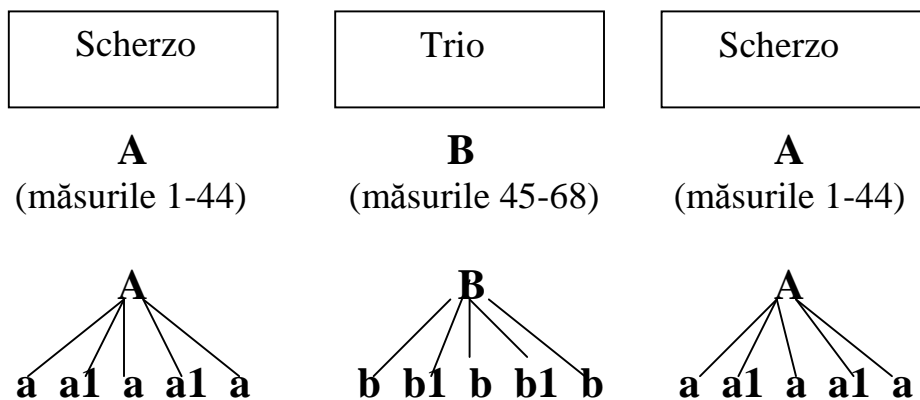 Scherzo Trio Scherzo
A B A
(măsurile 1-44) (măsurile 45-68) (măsurile 1-44)
A B A
a a1 a a1 a b b1 b b1 b a a1 a a1 a